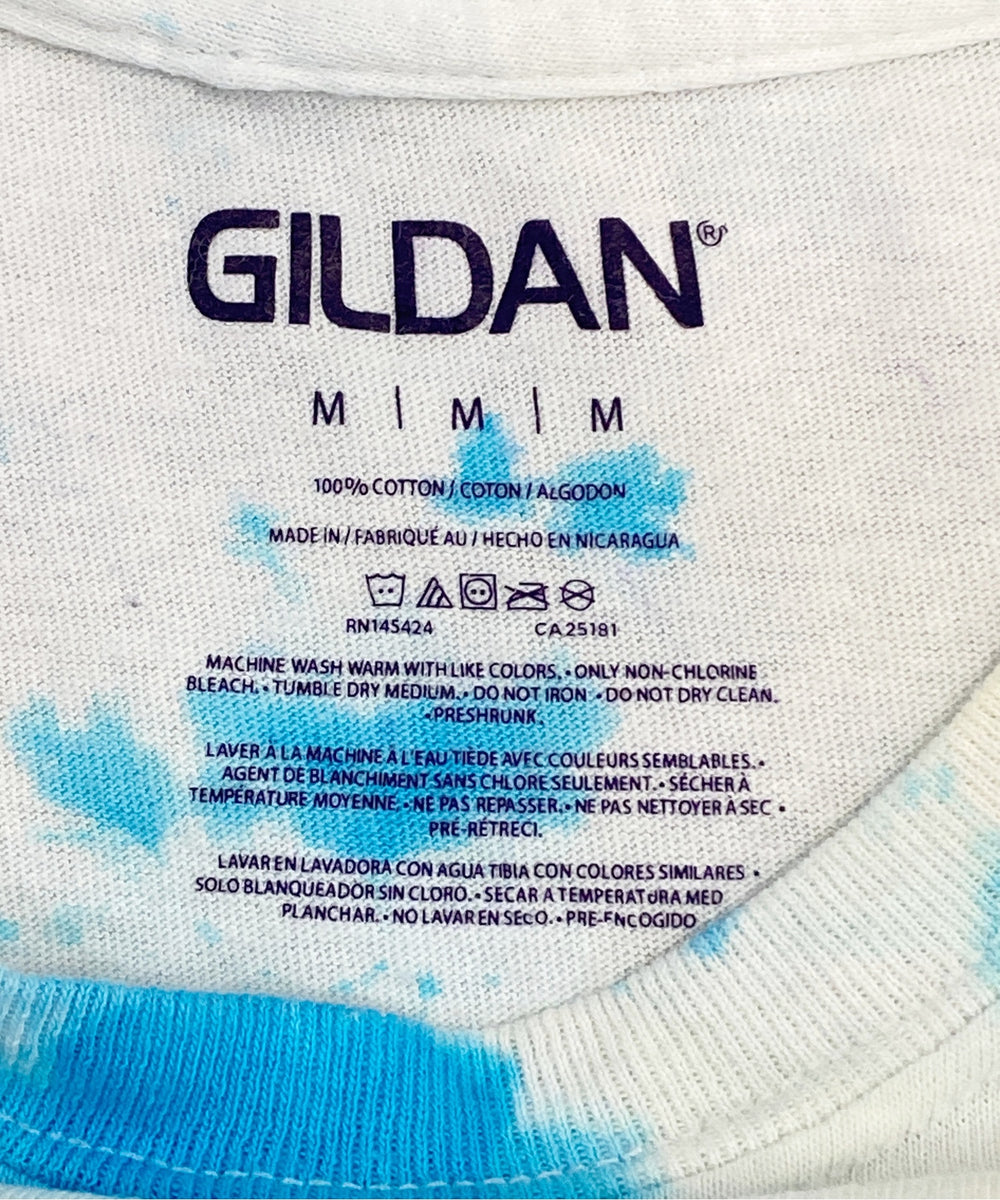 GILDAN®
M | M | M
100% COTTON / COTON / ALGODON
MADE IN / FABRIQUÉ AU / HECHO EN NICARAGUA
RN145424 CA25181
MACHINE WASH WARM WITH LIKE COLORS. • ONLY NON-CHLORINE
BLEACH. • TUMBLE DRY MEDIUM. • DO NOT IRON • DO NOT DRY CLEAN.
• PRESHRUNK.
LAVER À LA MACHINE À L'EAU TIÈDE AVEC COULEURS SEMBLABLES. •
AGENT DE BLANCHIMENT SANS CHLORE SEULEMENT. • SÉCHER À
TEMPÉRATURE MOYENNE. • NE PAS REPASSER. • NE PAS NETTOYER À SEC •
PRÉ-RÉTRECI.
LAVAR EN LAVADORA CON AGUA TIBIA CON COLORES SIMILARES •
SOLO BLANQUEADOR SIN CLORO. • SECAR A TEMPERATURA MED
PLANCHAR. • NO LAVAR EN SECO. • PRE-ENCOGIDO